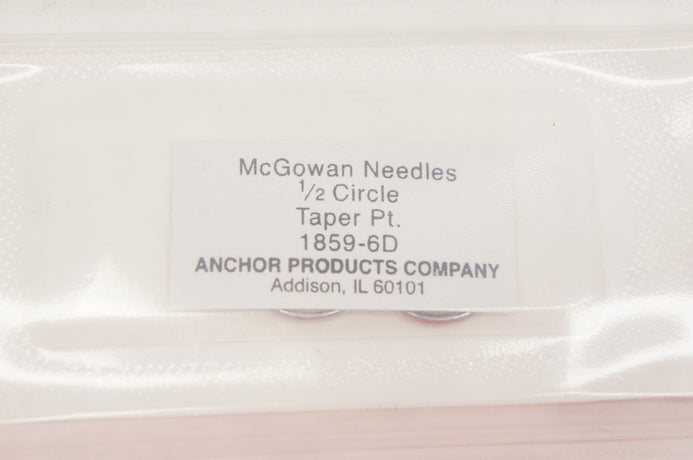 McGowan Needles
1/2 Circle
Taper Pt.
1859-6D
ANCHOR PRODUCTS COMPANY
Addison, IL 60101